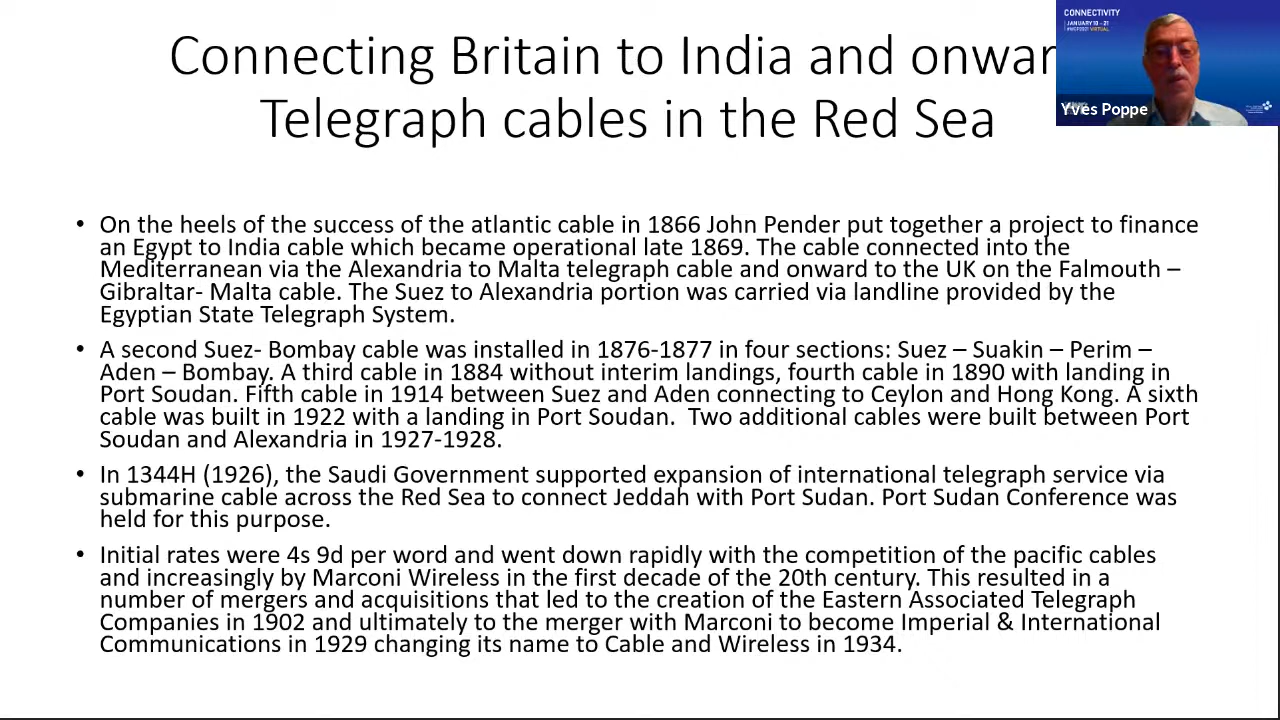 Connecting Britain to India and onwar
Telegraph cables in the Red Sea
CONNECTIVITY
JANUARY 18 - 21
VIRTUAL
Yves Poppe
• On the heels of the success of the atlantic cable in 1866 John Pender put together a project to finance
an Egypt to India cable which became operational late 1869. The cable connected into the
Mediterranean via the Alexandria to Malta telegraph cable and onward to the UK on the Falmouth –
Gibraltar- Malta cable. The Suez to Alexandria portion was carried via landline provided by the
Egyptian State Telegraph System.
• A second Suez- Bombay cable was installed in 1876-1877 in four sections: Suez – Suakin – Perim –
Aden – Bombay. A third cable in 1884 without interim landings, fourth cable in 1890 with landing in
Port Soudan. Fifth cable in 1914 between Suez and Aden connecting to Ceylon and Hong Kong. A sixth
cable was built in 1922 with a landing in Port Soudan.  Two additional cables were built between Port
Soudan and Alexandria in 1927-1928.
• In 1344H (1926), the Saudi Government supported expansion of international telegraph service via
submarine cable across the Red Sea to connect Jeddah with Port Sudan. Port Sudan Conference was
held for this purpose.
• Initial rates were 4s 9d per word and went down rapidly with the competition of the pacific cables
and increasingly by Marconi Wireless in the first decade of the 20th century. This resulted in a
number of mergers and acquisitions that led to the creation of the Eastern Associated Telegraph
Companies in 1902 and ultimately to the merger with Marconi to become Imperial & International
Communications in 1929 changing its name to Cable and Wireless in 1934.